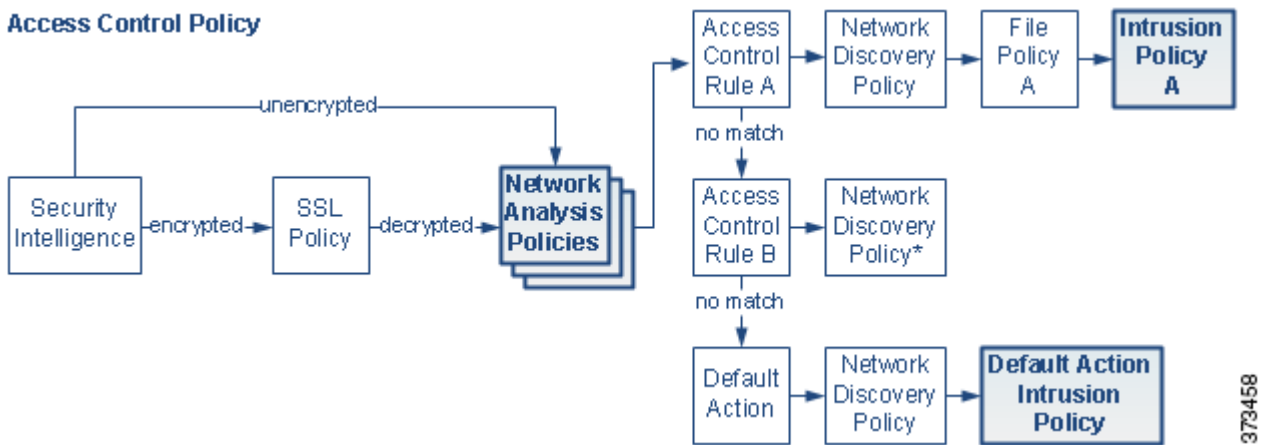 Access Control Policy
unencrypted
Security
Intelligence
encrypted
SSL
Policy
decrypted
Network
Analysis
Policies
Access
Control
Rule A
Network
Discovery
Policy
File
Policy
A
Intrusion
Policy
A
no match
Access
Control
Rule B
Network
Discovery
Policy*
no match
Default
Action
Network
Discovery
Policy
Default Action
Intrusion
Policy
373458